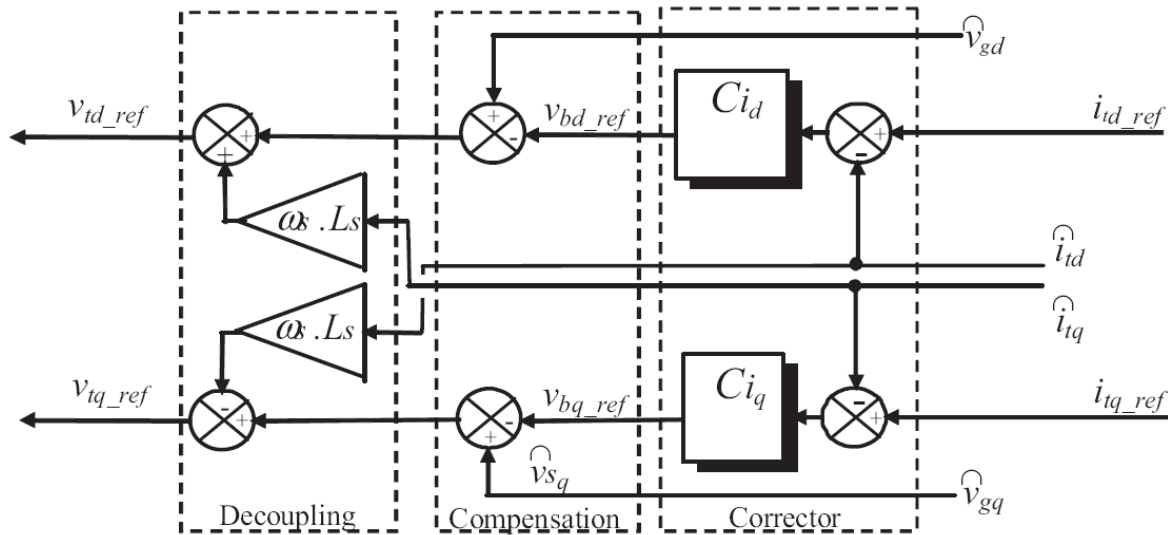 v̂gd
vtd_ref + + + - vbd_ref Cid + - itd_ref
ωs .Ls
îtd
îtq
ωs .Ls
vtq_ref - + - + vbq_ref Ciq - + itq_ref
v̂sq
v̂gq
Decoupling Compensation Corrector